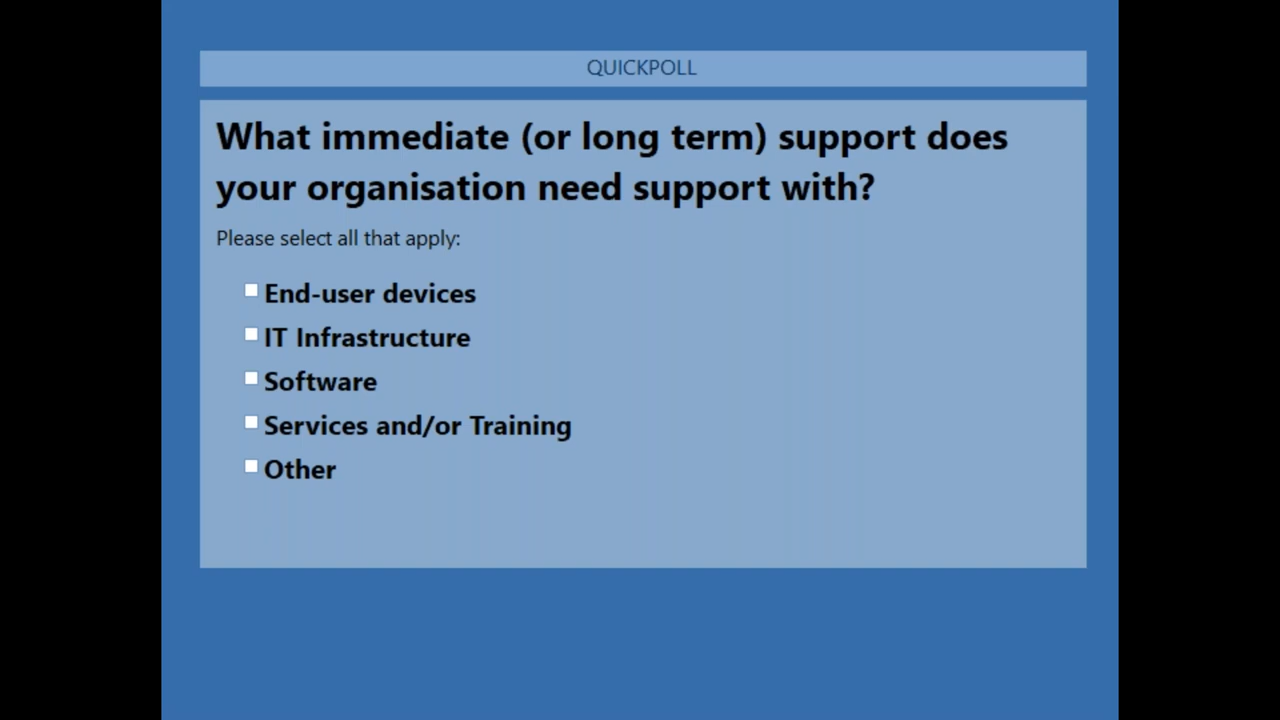 QUICKPOLL
What immediate (or long term) support does
your organisation need support with?
Please select all that apply:
End-user devices
IT Infrastructure
Software
Services and/or Training
Other